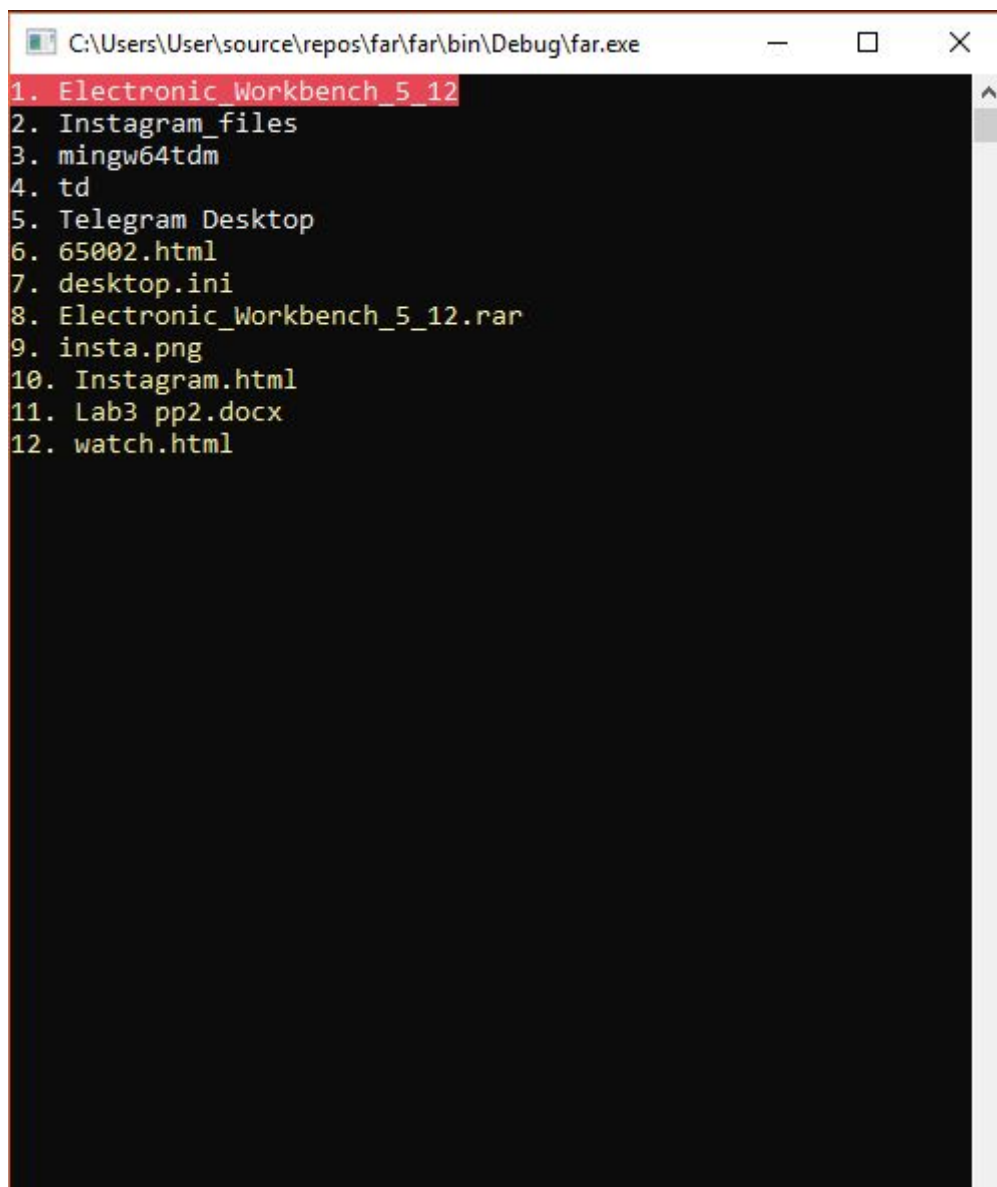 C:\Users\User\source\repos\far\far\bin\Debug\far.exe
1. Electronic_Workbench_5_12
2. Instagram_files
3. mingw64tdm
4. td
5. Telegram Desktop
6. 65002.html
7. desktop.ini
8. Electronic_Workbench_5_12.rar
9. insta.png
10. Instagram.html
11. Lab3 pp2.docx
12. watch.html